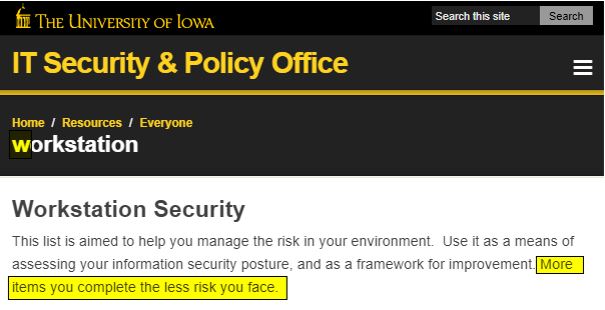 THE UNIVERSITY OF IOWA
Search this site Search
IT Security & Policy Office
Home / Resources / Everyone
workstation
Workstation Security
This list is aimed to help you manage the risk in your environment. Use it as a means of
assessing your information security posture, and as a framework for improvement. More
items you complete the less risk you face.